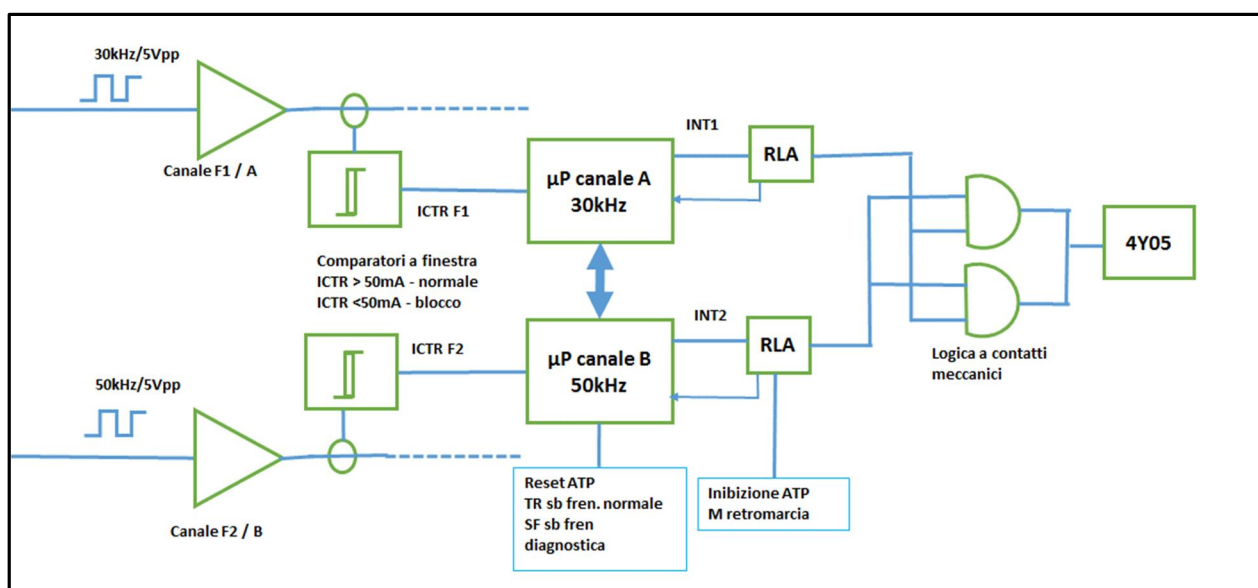 30kHz/5Vpp
Canale F1 / A
INT1
RLA
µP canale A
30kHz
ICTR F1
4Y05
Comparatori a finestra
ICTR > 50mA - normale
ICTR <50mA - blocco
INT2
RLA
ICTR F2
µP canale B
50kHz
Logica a contatti
meccanici
50kHz/5Vpp
Canale F2 / B
Reset ATP
TR sb fren. normale
SF sb fren
diagnostica
Inibizione ATP
M retromarcia